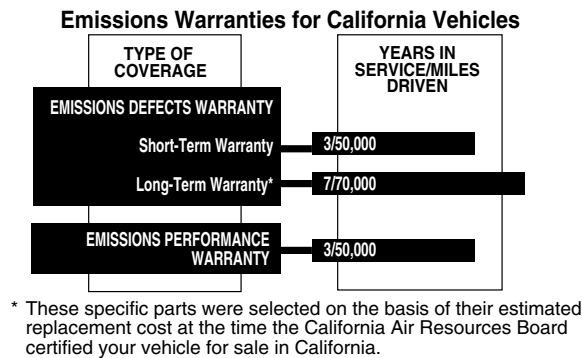 Emissions Warranties for California Vehicles
TYPE OF
COVERAGE
YEARS IN
SERVICE/MILES
DRIVEN
EMISSIONS DEFECTS WARRANTY
Short-Term Warranty
3/50,000
Long-Term Warranty*
7/70,000
EMISSIONS PERFORMANCE
WARRANTY
3/50,000
* These specific parts were selected on the basis of their estimated
replacement cost at the time the California Air Resources Board
certified your vehicle for sale in California.